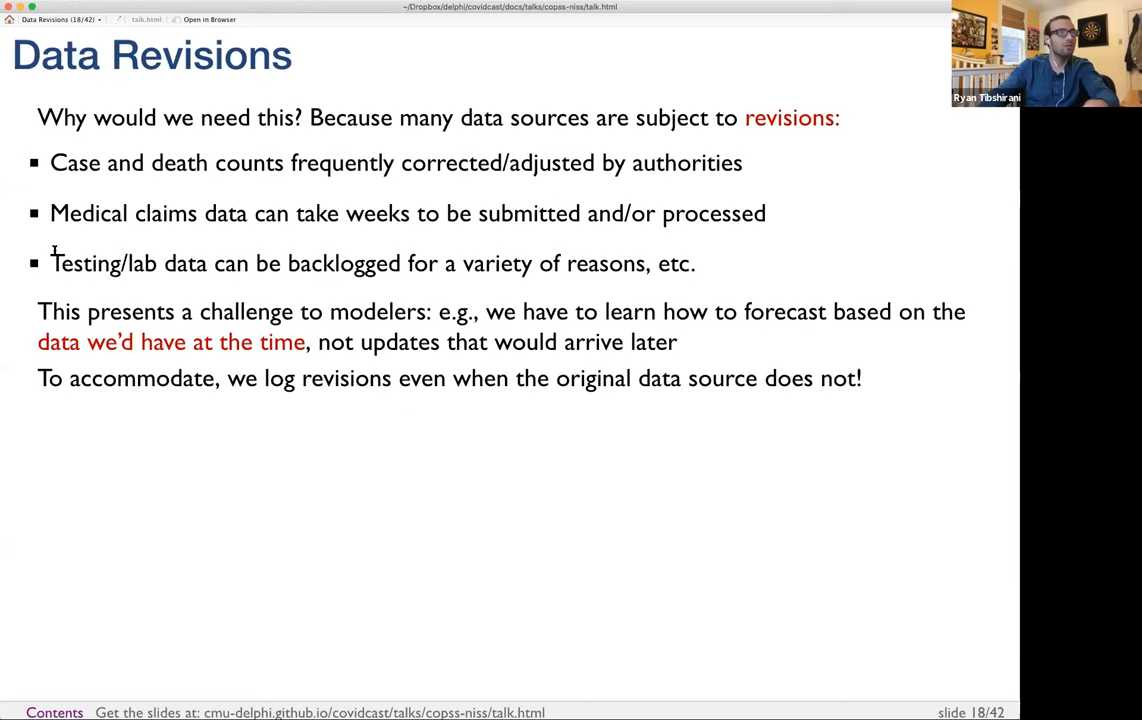 ~/Dropbox/delphi/covidcast/docs/talks/copss-niss/talk.html
Data Revisions (18/42) talk.html Open in Browser
Data Revisions
Ryan Tibshirani
Why would we need this? Because many data sources are subject to revisions:
Case and death counts frequently corrected/adjusted by authorities
Medical claims data can take weeks to be submitted and/or processed
Testing/lab data can be backlogged for a variety of reasons, etc.
This presents a challenge to modelers: e.g., we have to learn how to forecast based on the
data we'd have at the time, not updates that would arrive later
To accommodate, we log revisions even when the original data source does not!
Contents Get the slides at: cmu-delphi.github.io/covidcast/talks/copss-niss/talk.html slide 18/42